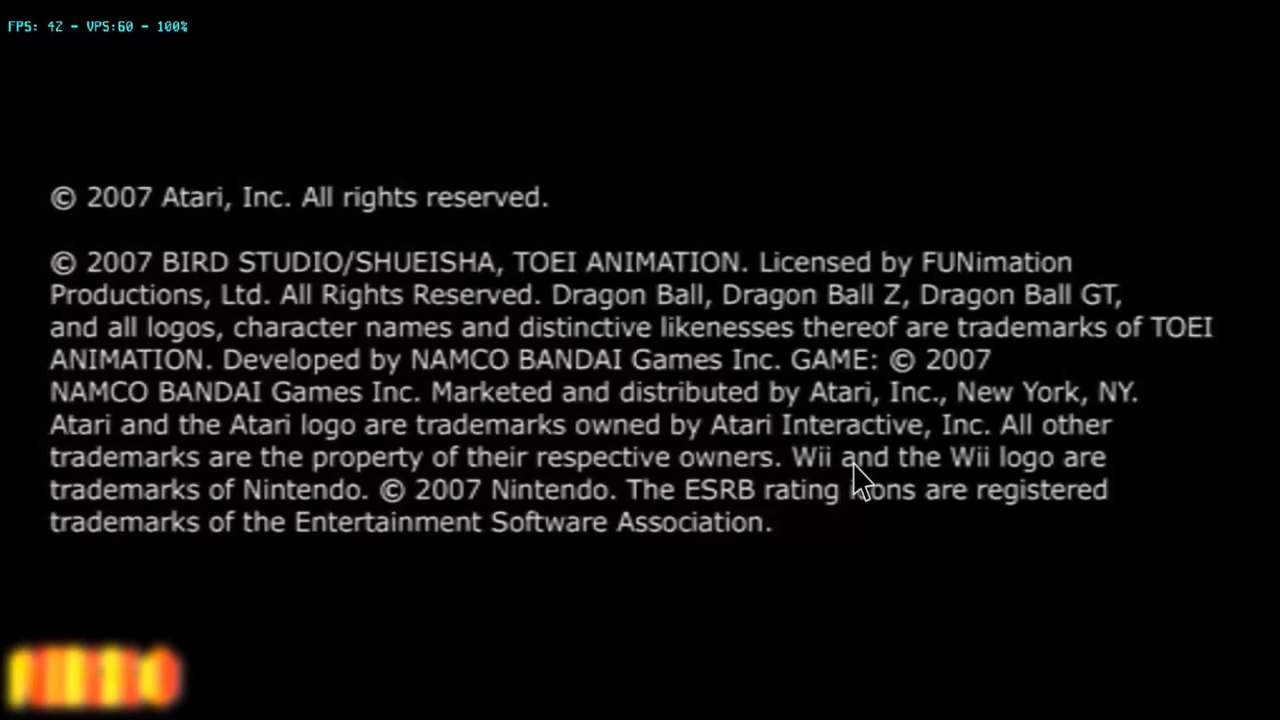 FPS: 42 - VPS:60 - 100%
© 2007 Atari, Inc. All rights reserved.
© 2007 BIRD STUDIO/SHUEISHA, TOEI ANIMATION. Licensed by FUNimation
Productions, Ltd. All Rights Reserved. Dragon Ball, Dragon Ball Z, Dragon Ball GT,
and all logos, character names and distinctive likenesses thereof are trademarks of TOEI
ANIMATION. Developed by NAMCO BANDAI Games Inc. GAME: © 2007
NAMCO BANDAI Games Inc. Marketed and distributed by Atari, Inc., New York, NY.
Atari and the Atari logo are trademarks owned by Atari Interactive, Inc. All other
trademarks are the property of their respective owners. Wii and the Wii logo are
trademarks of Nintendo. © 2007 Nintendo. The ESRB rating icons are registered
trademarks of the Entertainment Software Association.